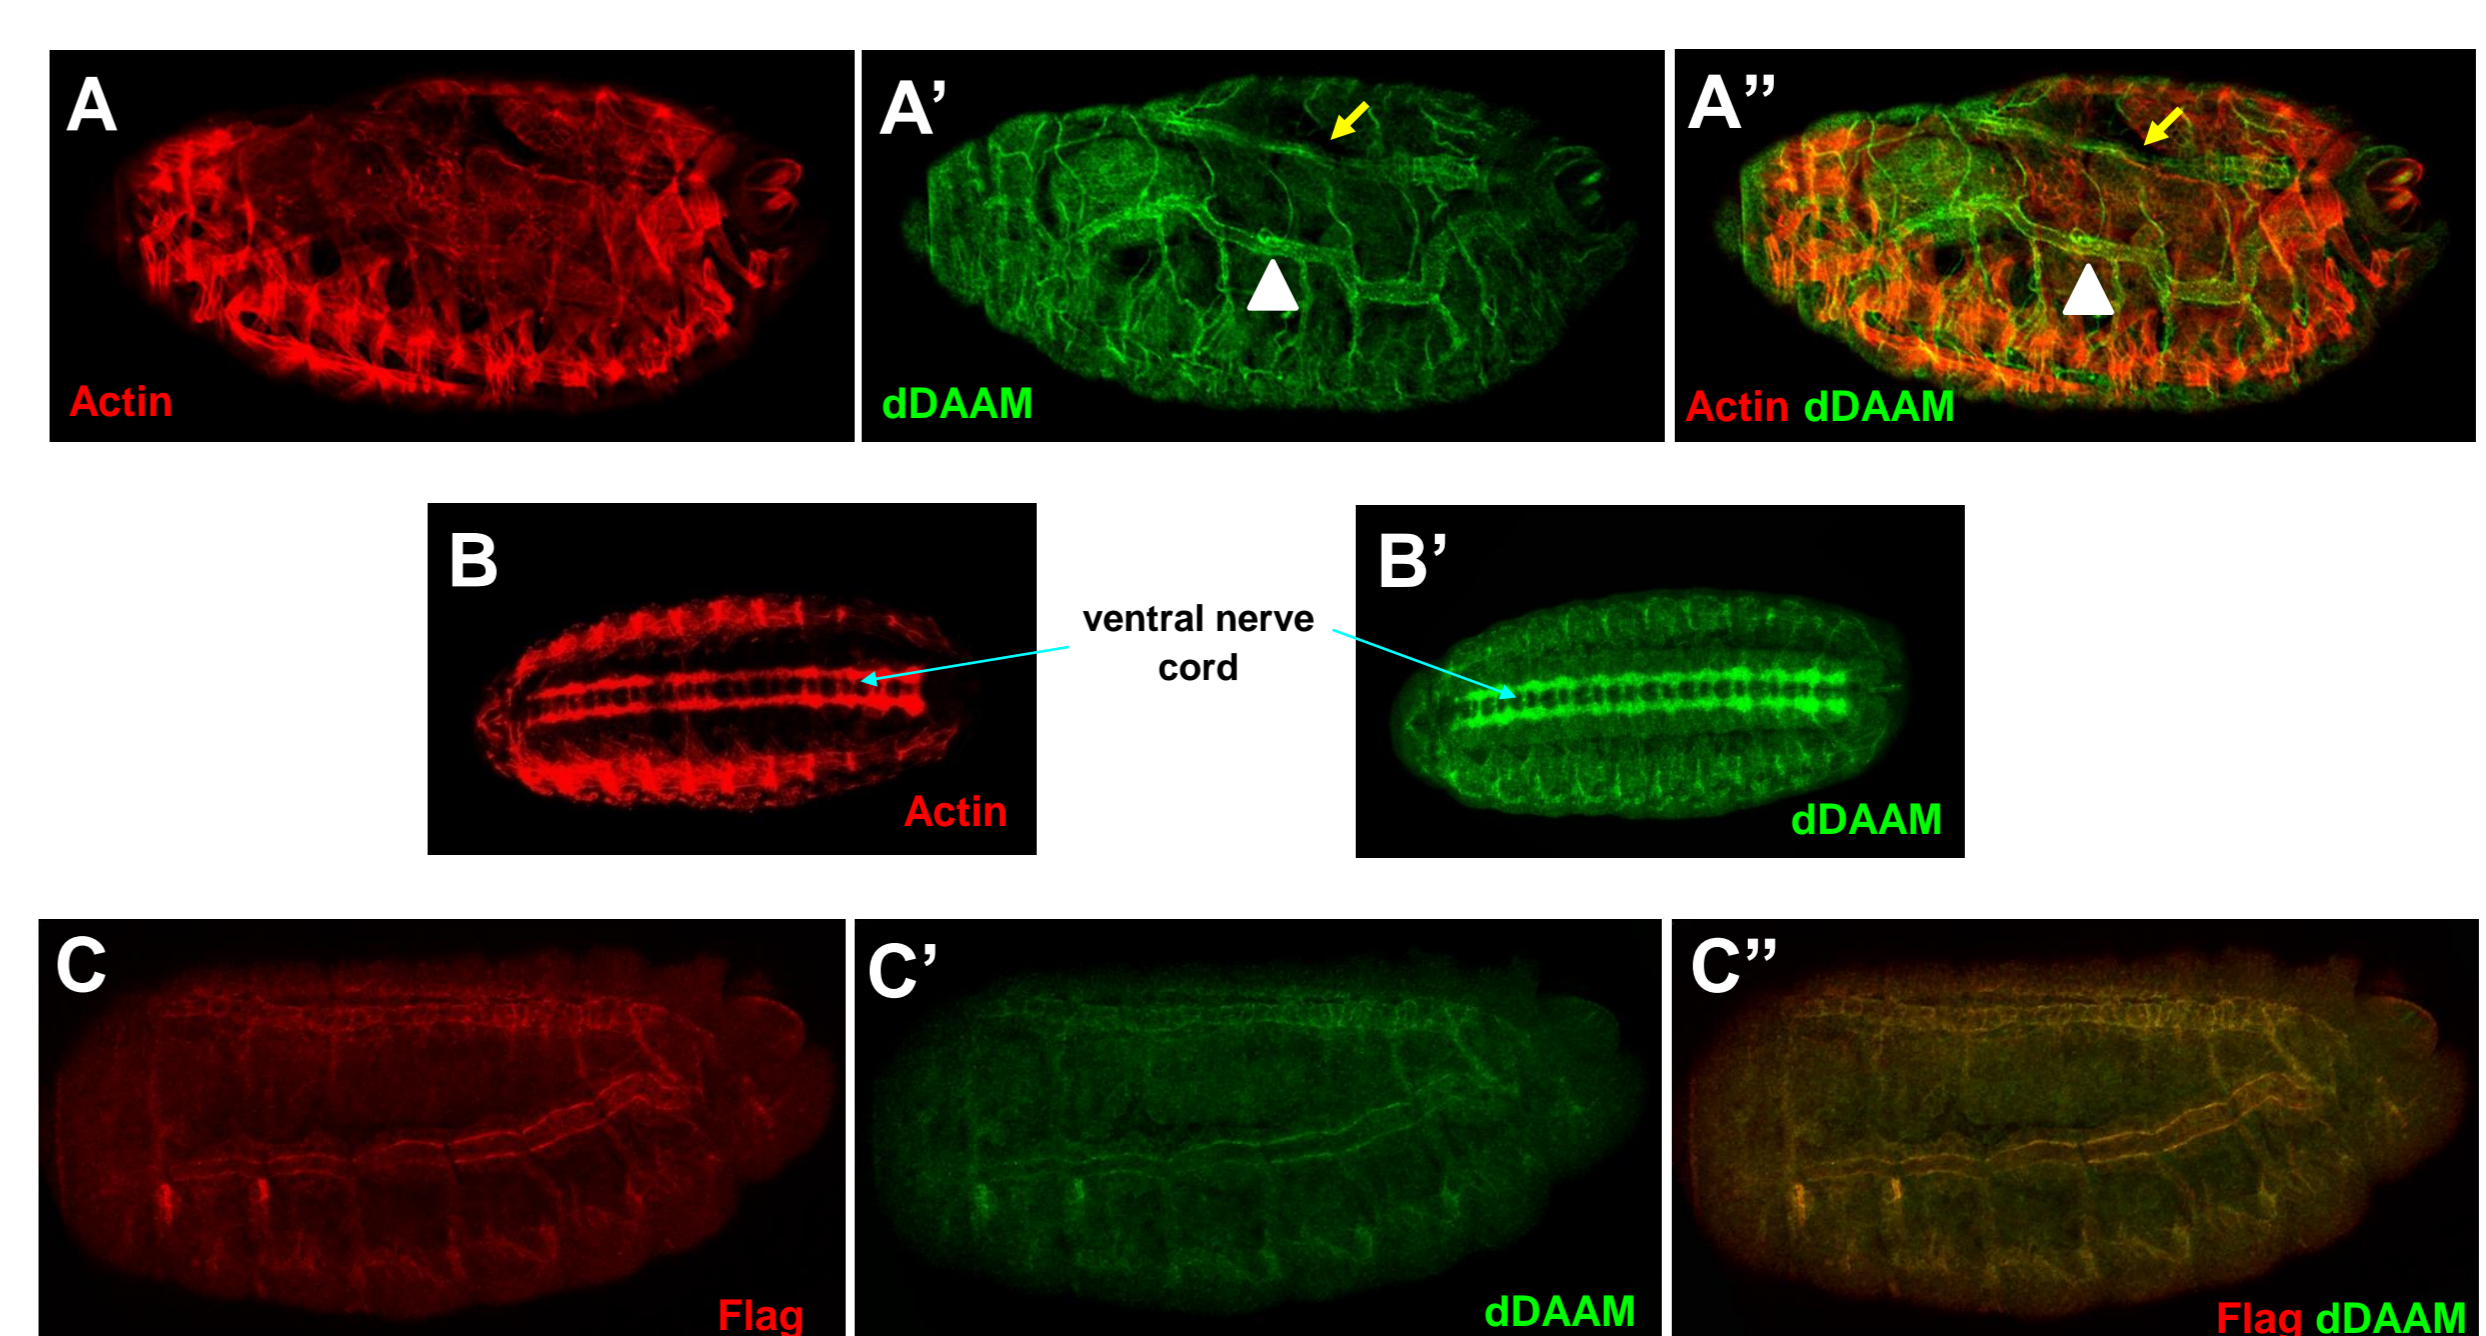 A
A’
A’’
Actin
dDAAM
Actin dDAAM
B
B’
ventral nerve
cord
Actin
dDAAM
C
C’
C’’
Flag
dDAAM
Flag dDAAM